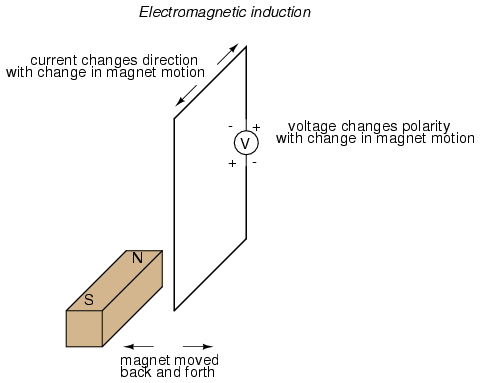 Electromagnetic induction
current changes direction
with change in magnet motion
- +
V
+ -
voltage changes polarity
with change in magnet motion
N
S
magnet moved
back and forth